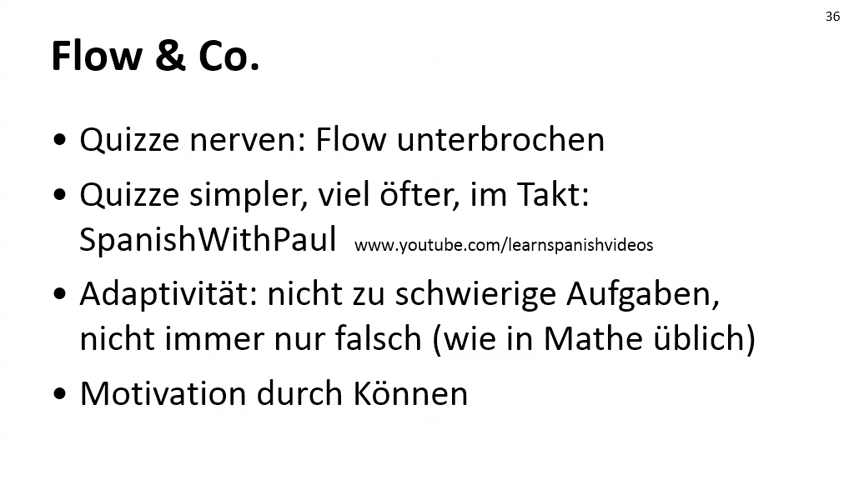 36
Flow & Co.
• Quizze nerven: Flow unterbrochen
• Quizze simpler, viel öfter, im Takt:
SpanishWithPaul www.youtube.com/learnspanishvideos
• Adaptivität: nicht zu schwierige Aufgaben,
nicht immer nur falsch (wie in Mathe üblich)
• Motivation durch Können